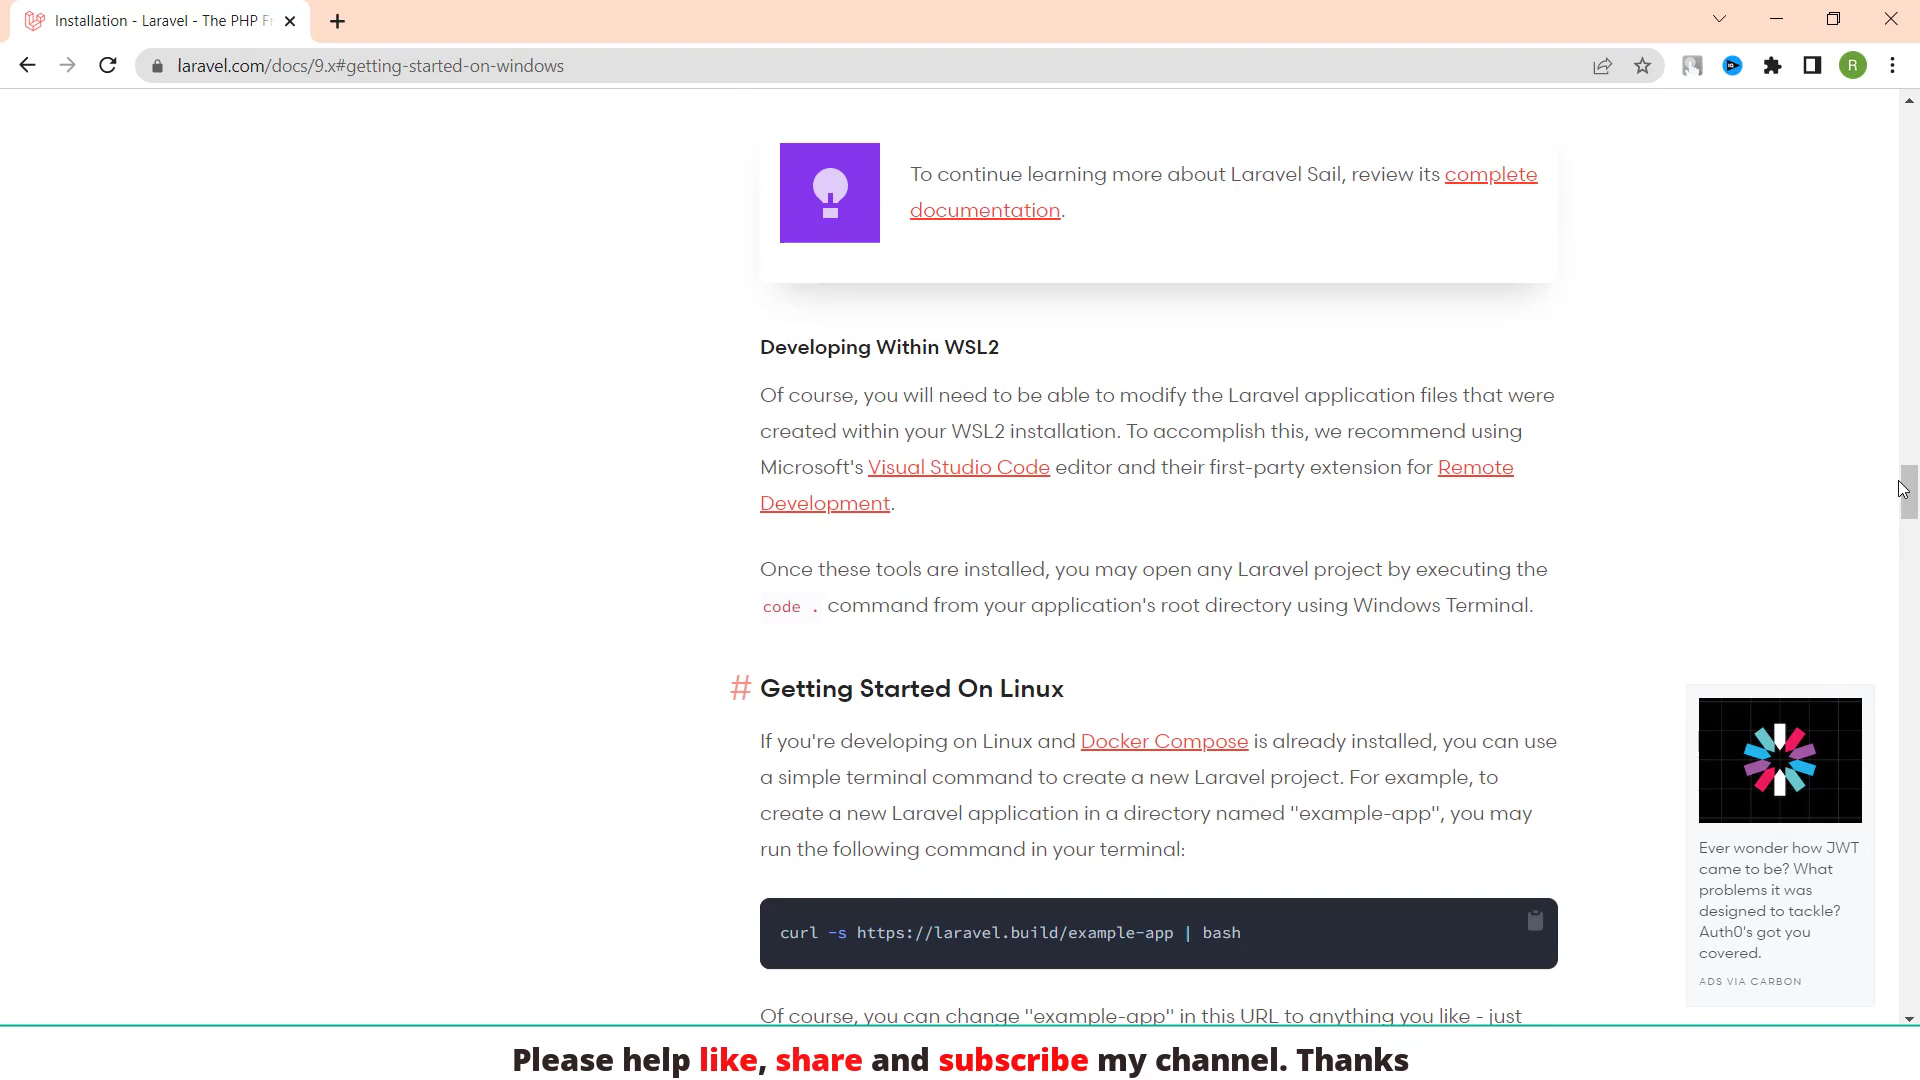 Installation - Laravel - The PHP Fr
laravel.com/docs/9.x#getting-started-on-windows
R
To continue learning more about Laravel Sail, review its complete
documentation.
Developing Within WSL2
Of course, you will need to be able to modify the Laravel application files that were
created within your WSL2 installation. To accomplish this, we recommend using
Microsoft's Visual Studio Code editor and their first-party extension for Remote
Development.
Once these tools are installed, you may open any Laravel project by executing the
code . command from your application's root directory using Windows Terminal.
# Getting Started On Linux
If you're developing on Linux and Docker Compose is already installed, you can use
a simple terminal command to create a new Laravel project. For example, to
create a new Laravel application in a directory named "example-app", you may
run the following command in your terminal:
curl -s https://laravel.build/example-app | bash
Of course, you can change "example-app" in this URL to anything you like - just
Ever wonder how JWT
came to be? What
problems it was
designed to tackle?
Auth0's got you
covered.
ADS VIA CARBON
Please help like, share and subscribe my channel. Thanks